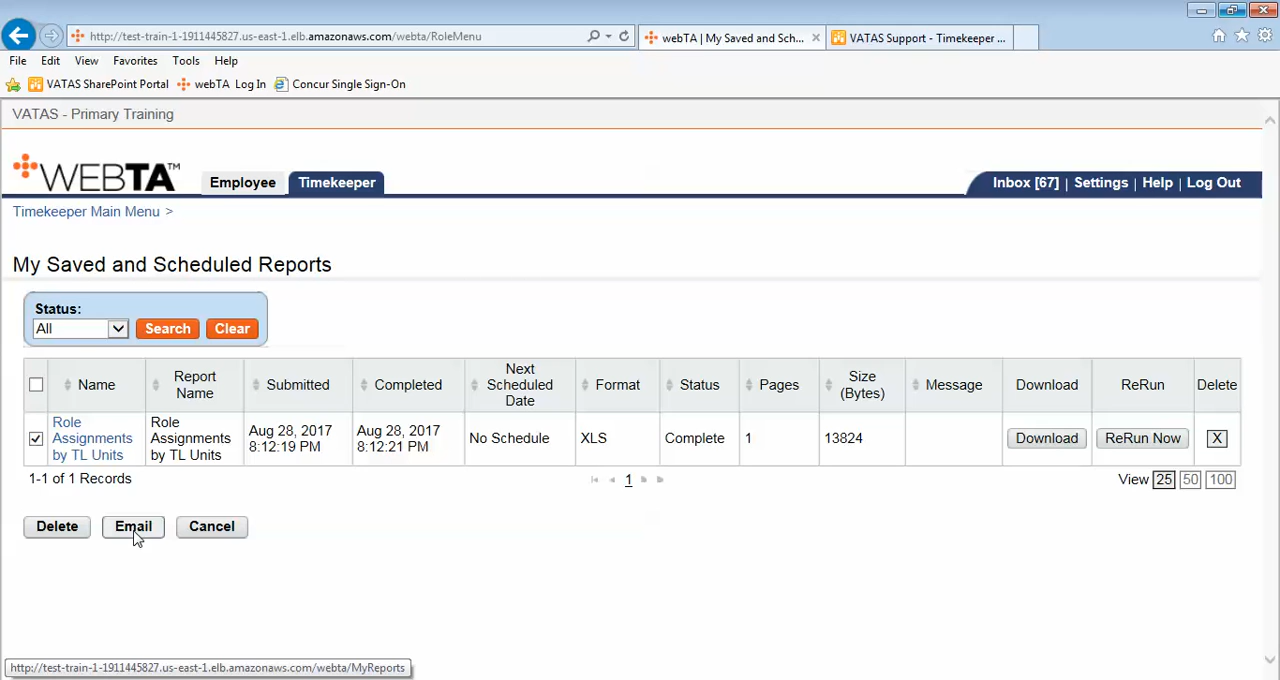 http://test-train-1-1911445827.us-east-1.elb.amazonaws.com/webta/RoleMenu
webTA | My Saved and Sch...
VATAS Support - Timekeeper ...
File Edit View Favorites Tools Help
VATAS SharePoint Portal webTA Log In Concur Single Sign-On
VATAS - Primary Training
WEBTA™
Employee Timekeeper
Inbox [67] | Settings | Help | Log Out
Timekeeper Main Menu >
My Saved and Scheduled Reports
Status:
All Search Clear
Name
Report
Name
Submitted
Completed
Next
Scheduled
Date
Format
Status
Pages
Size
(Bytes)
Message
Download
ReRun
Delete
Role
Assignments
by TL Units
Role
Assignments
by TL Units
Aug 28, 2017
8:12:19 PM
Aug 28, 2017
8:12:21 PM
No Schedule
XLS
Complete
1
13824
Download
ReRun Now
X
1-1 of 1 Records
1
View 25 50 100
Delete Email Cancel
http://test-train-1-1911445827.us-east-1.elb.amazonaws.com/webta/MyReports